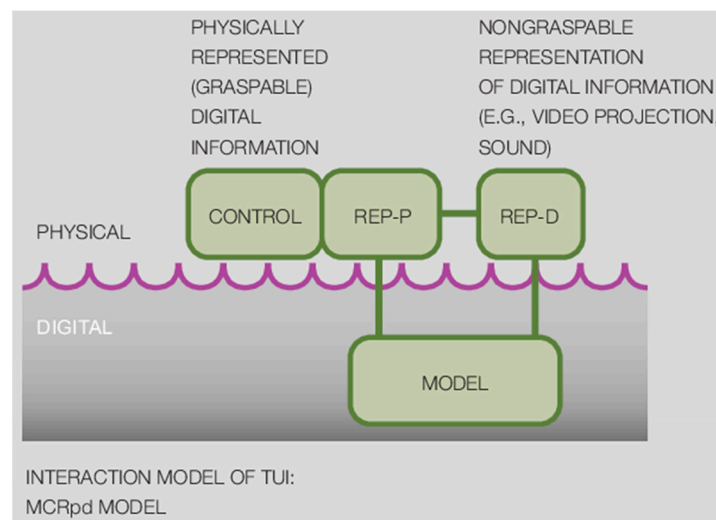 PHYSICALLY
REPRESENTED
(GRASPABLE)
DIGITAL
INFORMATION
NONGRASPABLE
REPRESENTATION
OF DIGITAL INFORMATION
(E.G., VIDEO PROJECTION,
SOUND)
CONTROL
REP-P
REP-D
PHYSICAL
DIGITAL
MODEL
INTERACTION MODEL OF TUI:
MCRpd MODEL